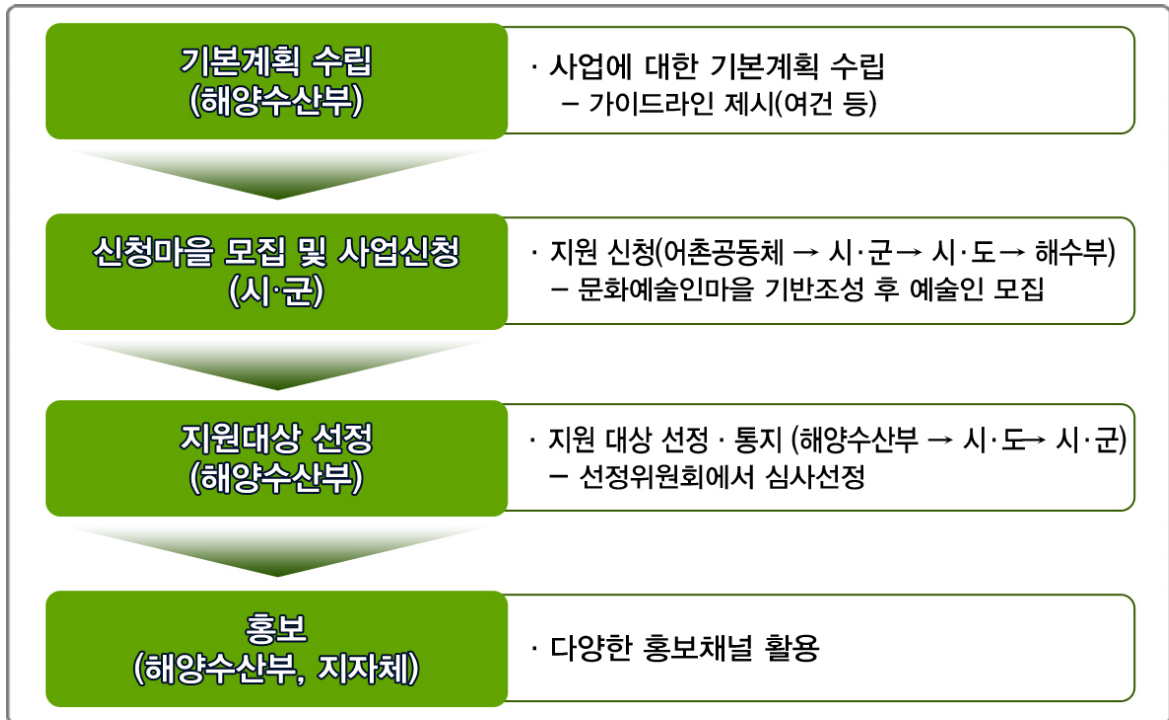 기본계획 수립
(해양수산부)
· 사업에 대한 기본계획 수립
– 가이드라인 제시(여건 등)
신청마을 모집 및 사업신청
(시·군)
· 지원 신청(어촌공동체 → 시·군→ 시·도→ 해수부)
– 문화예술인마을 기반조성 후 예술인 모집
지원대상 선정
(해양수산부)
· 지원 대상 선정 · 통지 (해양수산부 → 시·도→ 시·군)
– 선정위원회에서 심사선정
홍보
(해양수산부, 지자체)
· 다양한 홍보채널 활용